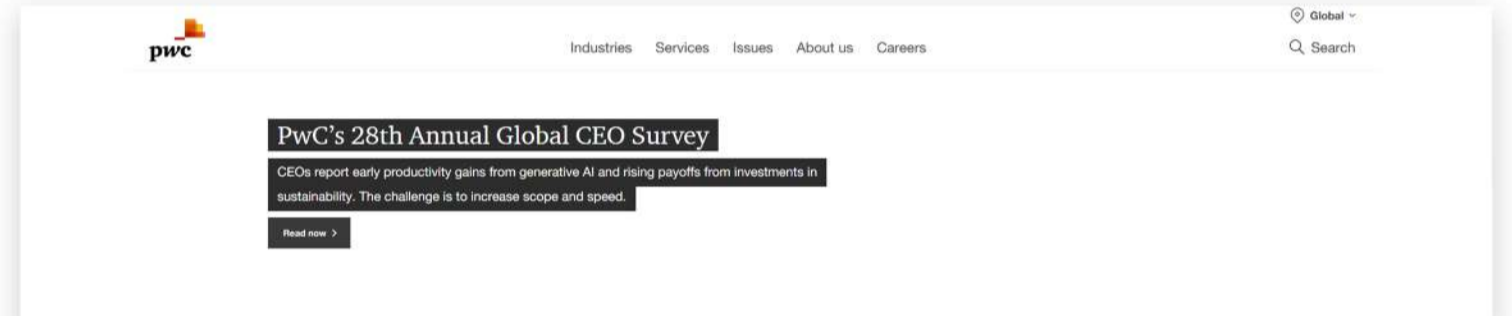 Global
pwc
Industries Services Issues About us Careers
Search
PwC’s 28th Annual Global CEO Survey
CEOs report early productivity gains from generative AI and rising payoffs from investments in
sustainability. The challenge is to increase scope and speed.
Read now